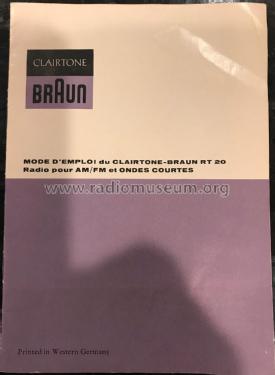 CLAIRTONE
BRAUN
MODE D'EMPLOI du CLAIRTONE-BRAUN RT 20
Radio pour AM/FM et ONDES COURTES
www.radiomuseum.org
Printed in Western Germany